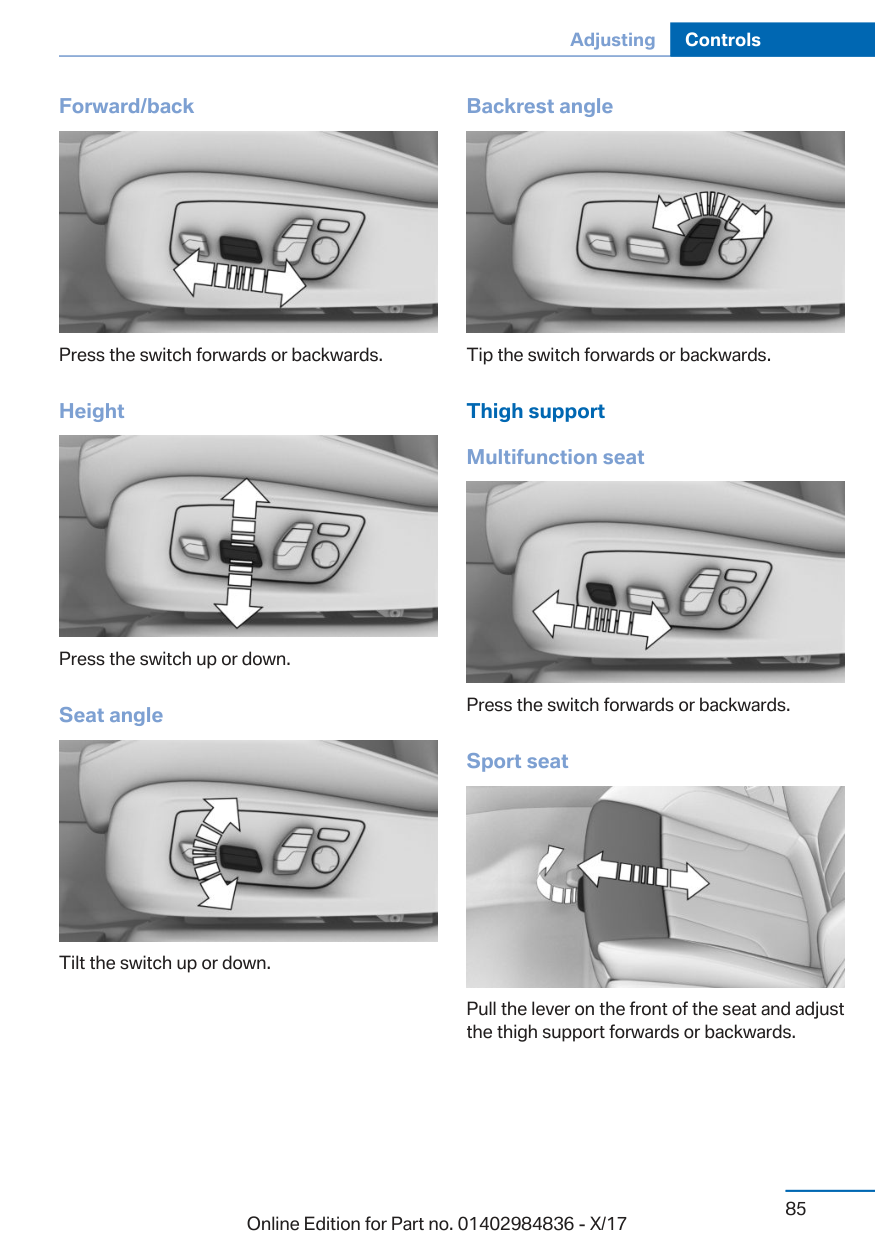 Adjusting Controls
Forward/back
Press the switch forwards or backwards.
Height
Press the switch up or down.
Seat angle
Tilt the switch up or down.
Backrest angle
Tip the switch forwards or backwards.
Thigh support
Multifunction seat
Press the switch forwards or backwards.
Sport seat
Pull the lever on the front of the seat and adjust
the thigh support forwards or backwards.
85
Online Edition for Part no. 01402984836 - X/17